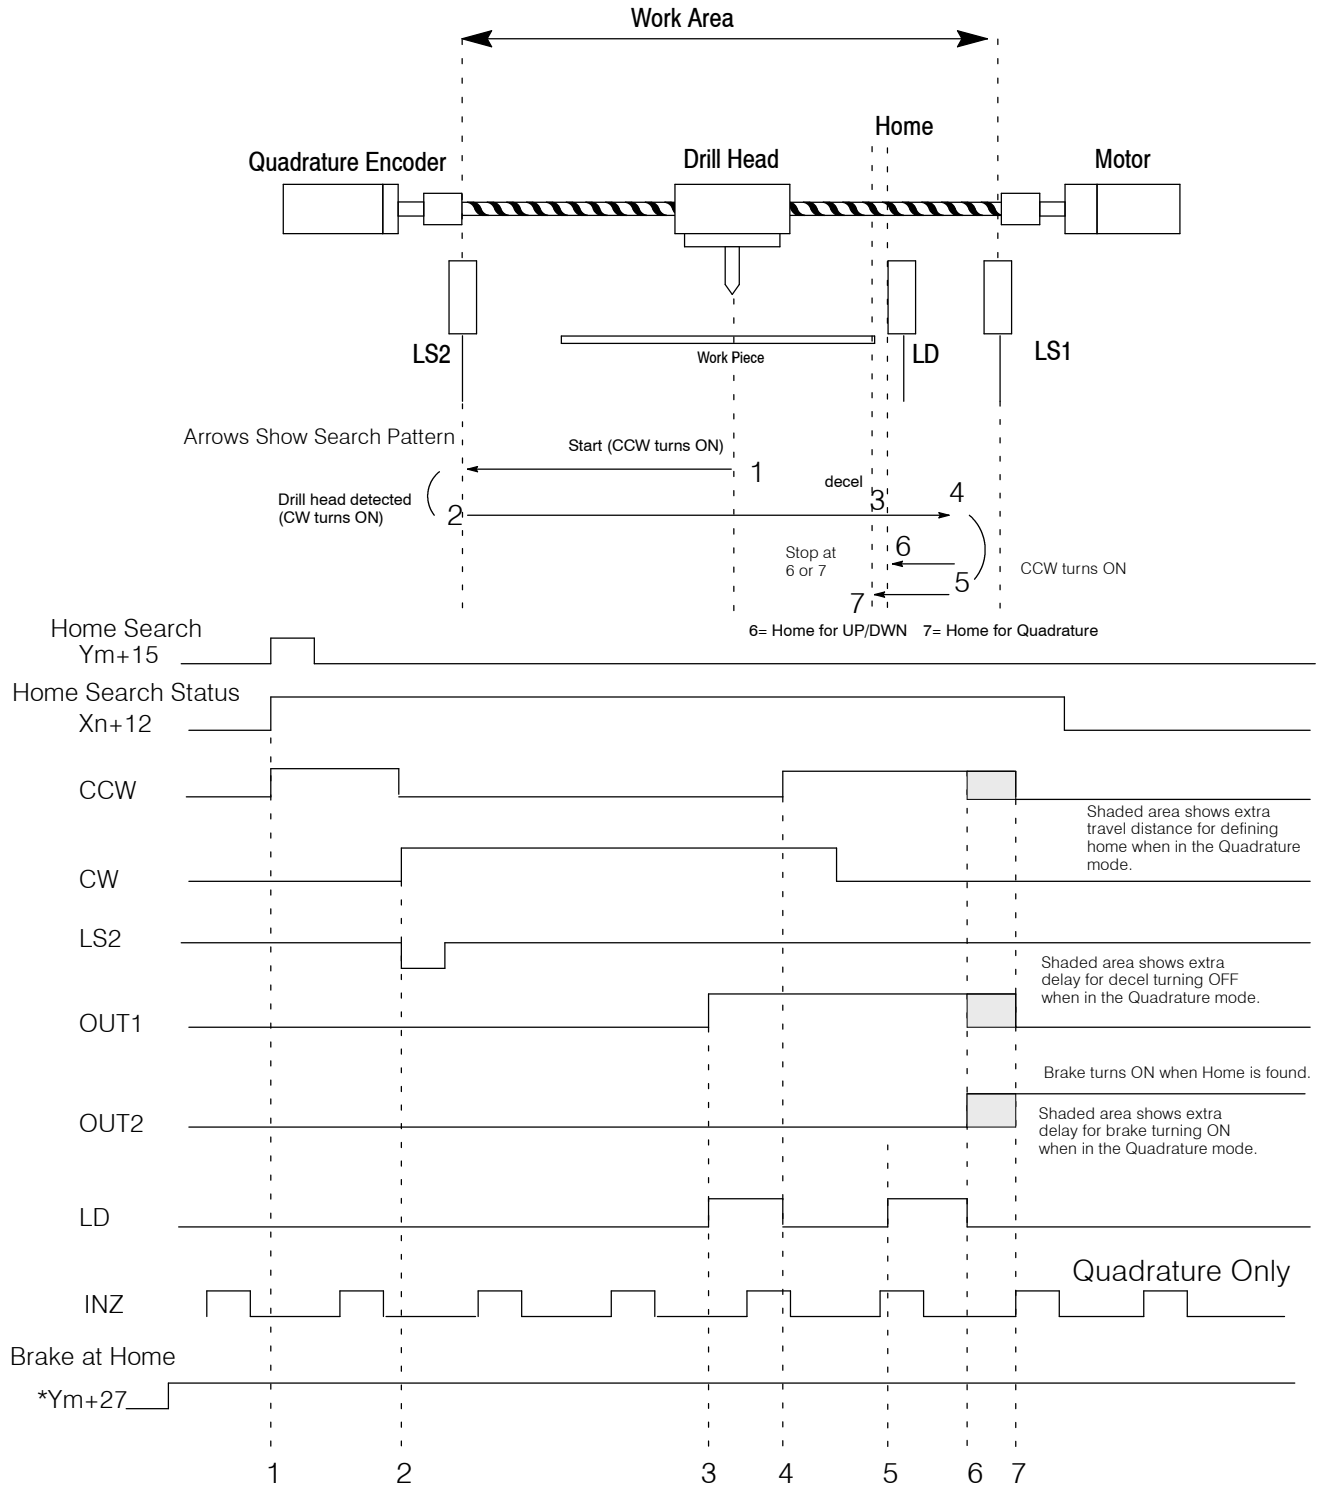 Work Area
Home
Quadrature Encoder
Drill Head
Motor
LS2
Work Piece
LD
LS1
Arrows Show Search Pattern
Start (CCW turns ON)
1
Drill head detected
(CW turns ON)
2
decel
3
4
Stop at
6 or 7
6
5
CCW turns ON
7
6= Home for UP/DWN
7= Home for Quadrature
Home Search
Ym+15
Home Search Status
Xn+12
CCW
Shaded area shows extra
travel distance for defining
home when in the Quadrature
mode.
CW
LS2
Shaded area shows extra
delay for decel turning OFF
when in the Quadrature mode.
OUT1
Brake turns ON when Home is found.
OUT2
Shaded area shows extra
delay for brake turning ON
when in the Quadrature mode.
LD
Quadrature Only
INZ
Brake at Home
*Ym+27
1 2 3 4 5 6 7